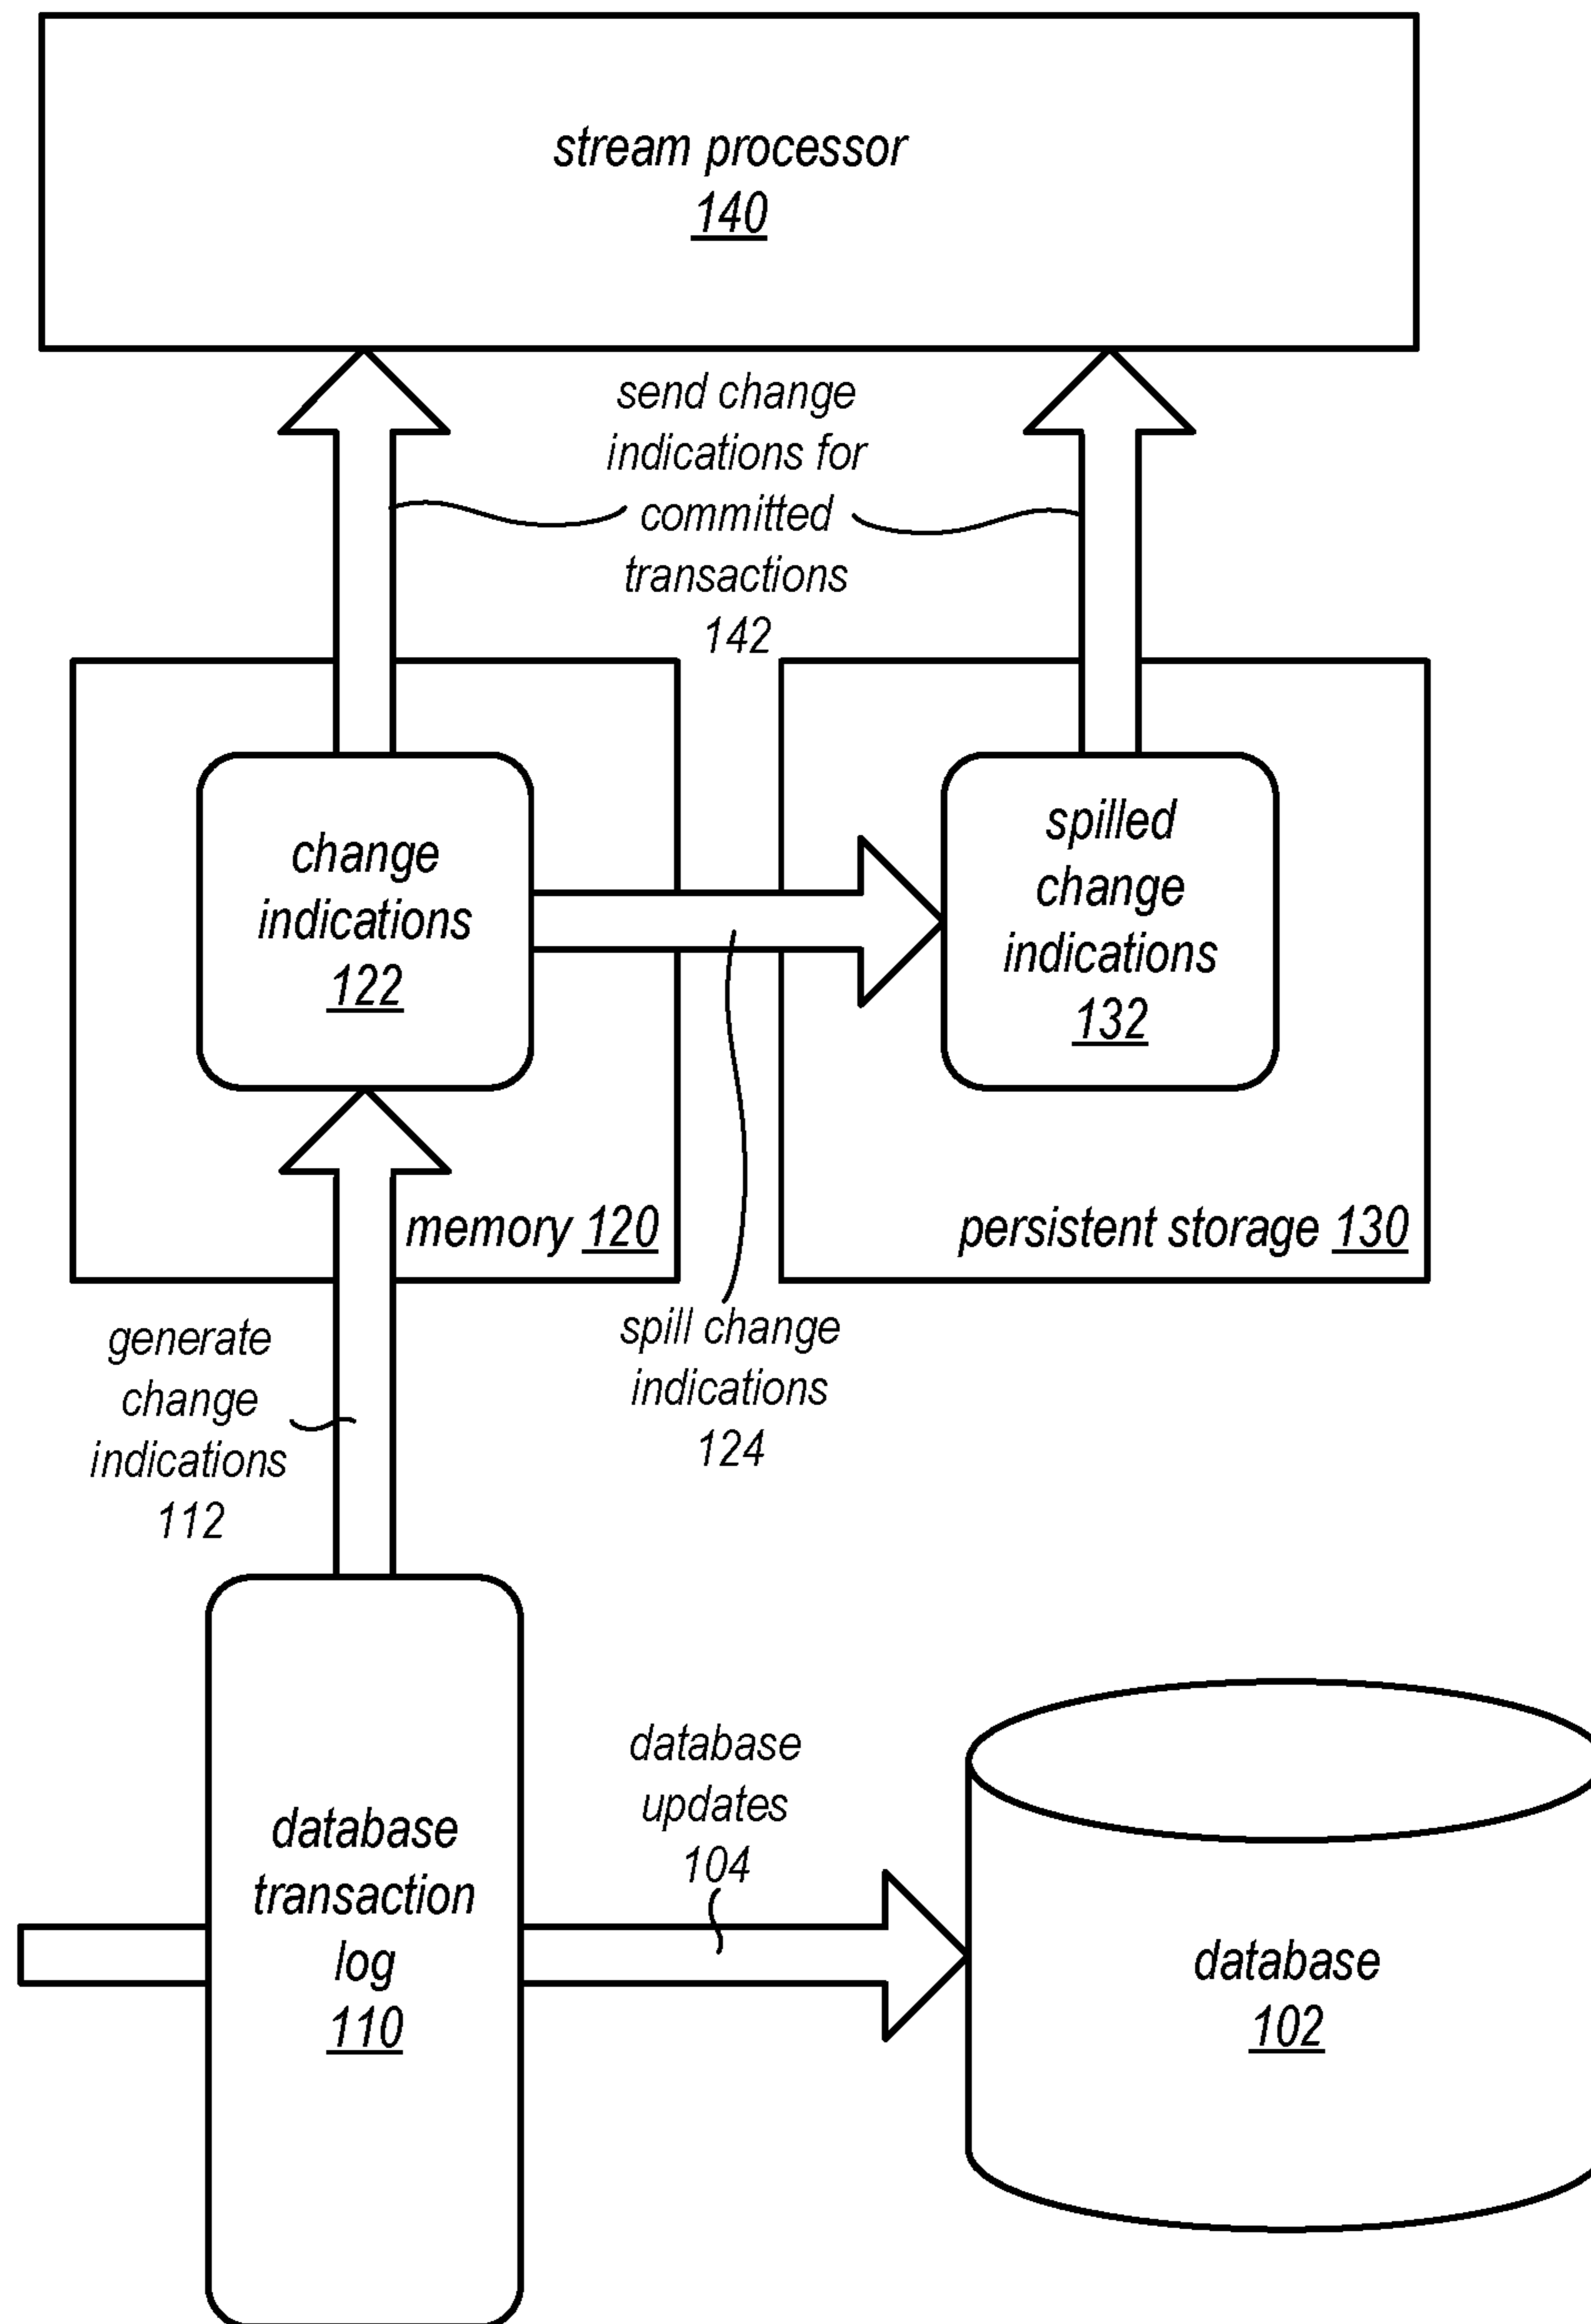 stream processor
140
send change
indications for
committed
transactions
142
change
indications
122
spilled
change
indications
132
memory 120
persistent storage 130
generate
change
indications
112
spill change
indications
124
database
updates
104
database
transaction
log
110
database
102